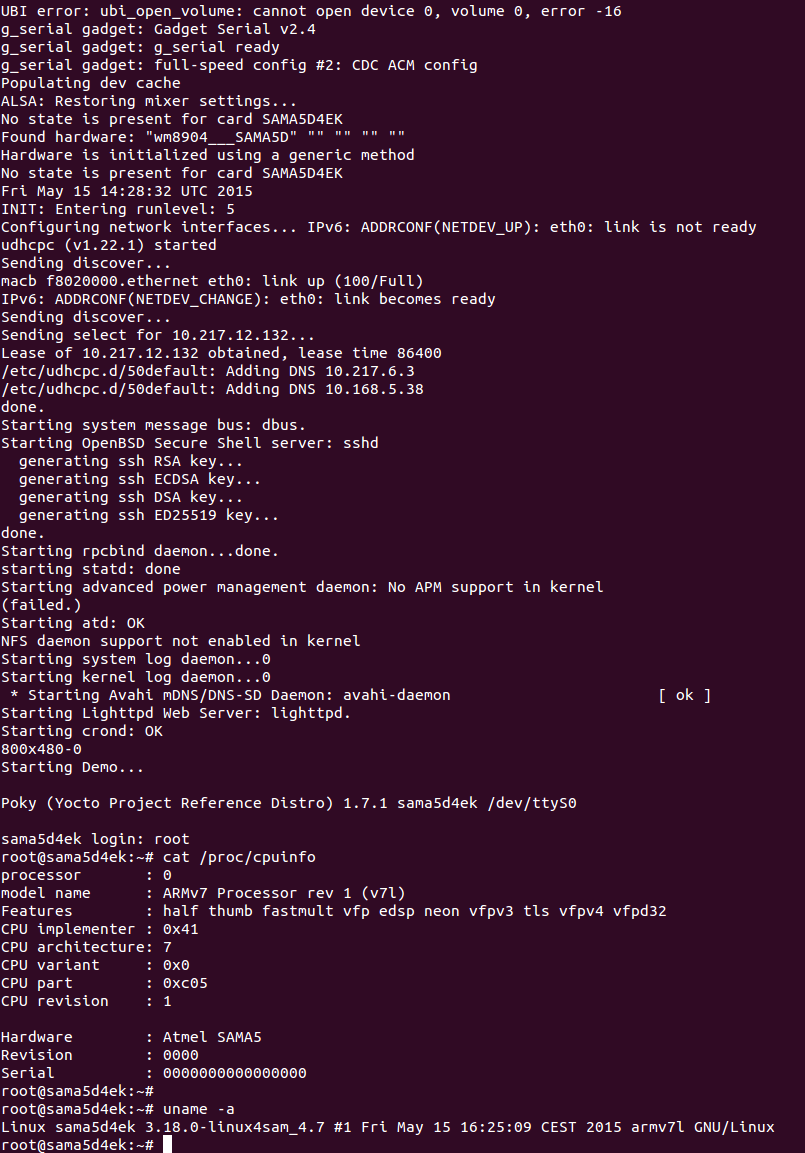 UBI error: ubi_open_volume: cannot open device 0, volume 0, error -16
g_serial gadget: Gadget Serial v2.4
g_serial gadget: g_serial ready
g_serial gadget: full-speed config #2: CDC ACM config
Populating dev cache
ALSA: Restoring mixer settings...
No state is present for card SAMA5D4EK
Found hardware: "wm8904___SAMA5D" "" "" "" ""
Hardware is initialized using a generic method
No state is present for card SAMA5D4EK
Fri May 15 14:28:32 UTC 2015
INIT: Entering runlevel: 5
Configuring network interfaces... IPv6: ADDRCONF(NETDEV_UP): eth0: link is not ready
udhcpc (v1.22.1) started
Sending discover...
macb f8020000.ethernet eth0: link up (100/Full)
IPv6: ADDRCONF(NETDEV_CHANGE): eth0: link becomes ready
Sending discover...
Sending select for 10.217.12.132...
Lease of 10.217.12.132 obtained, lease time 86400
/etc/udhcpc.d/50default: Adding DNS 10.217.6.3
/etc/udhcpc.d/50default: Adding DNS 10.168.5.38
done.
Starting system message bus: dbus.
Starting OpenBSD Secure Shell server: sshd
  generating ssh RSA key...
  generating ssh ECDSA key...
  generating ssh DSA key...
  generating ssh ED25519 key...
done.
Starting rpcbind daemon...done.
starting statd: done
Starting advanced power management daemon: No APM support in kernel
(failed.)
Starting atd: OK
NFS daemon support not enabled in kernel
Starting system log daemon...0
Starting kernel log daemon...0
 * Starting Avahi mDNS/DNS-SD Daemon: avahi-daemon                       [ ok ]
Starting Lighttpd Web Server: lighttpd.
Starting crond: OK
800x480-0
Starting Demo...

Poky (Yocto Project Reference Distro) 1.7.1 sama5d4ek /dev/ttyS0

sama5d4ek login: root
root@sama5d4ek:~# cat /proc/cpuinfo
processor       : 0
model name      : ARMv7 Processor rev 1 (v7l)
Features        : half thumb fastmult vfp edsp neon vfpv3 tls vfpv4 vfpd32
CPU implementer : 0x41
CPU architecture: 7
CPU variant     : 0x0
CPU part        : 0xc05
CPU revision    : 1

Hardware        : Atmel SAMA5
Revision        : 0000
Serial          : 0000000000000000
root@sama5d4ek:~#
root@sama5d4ek:~# uname -a
Linux sama5d4ek 3.18.0-linux4sam_4.7 #1 Fri May 15 16:25:09 CEST 2015 armv7l GNU/Linux
root@sama5d4ek:~#